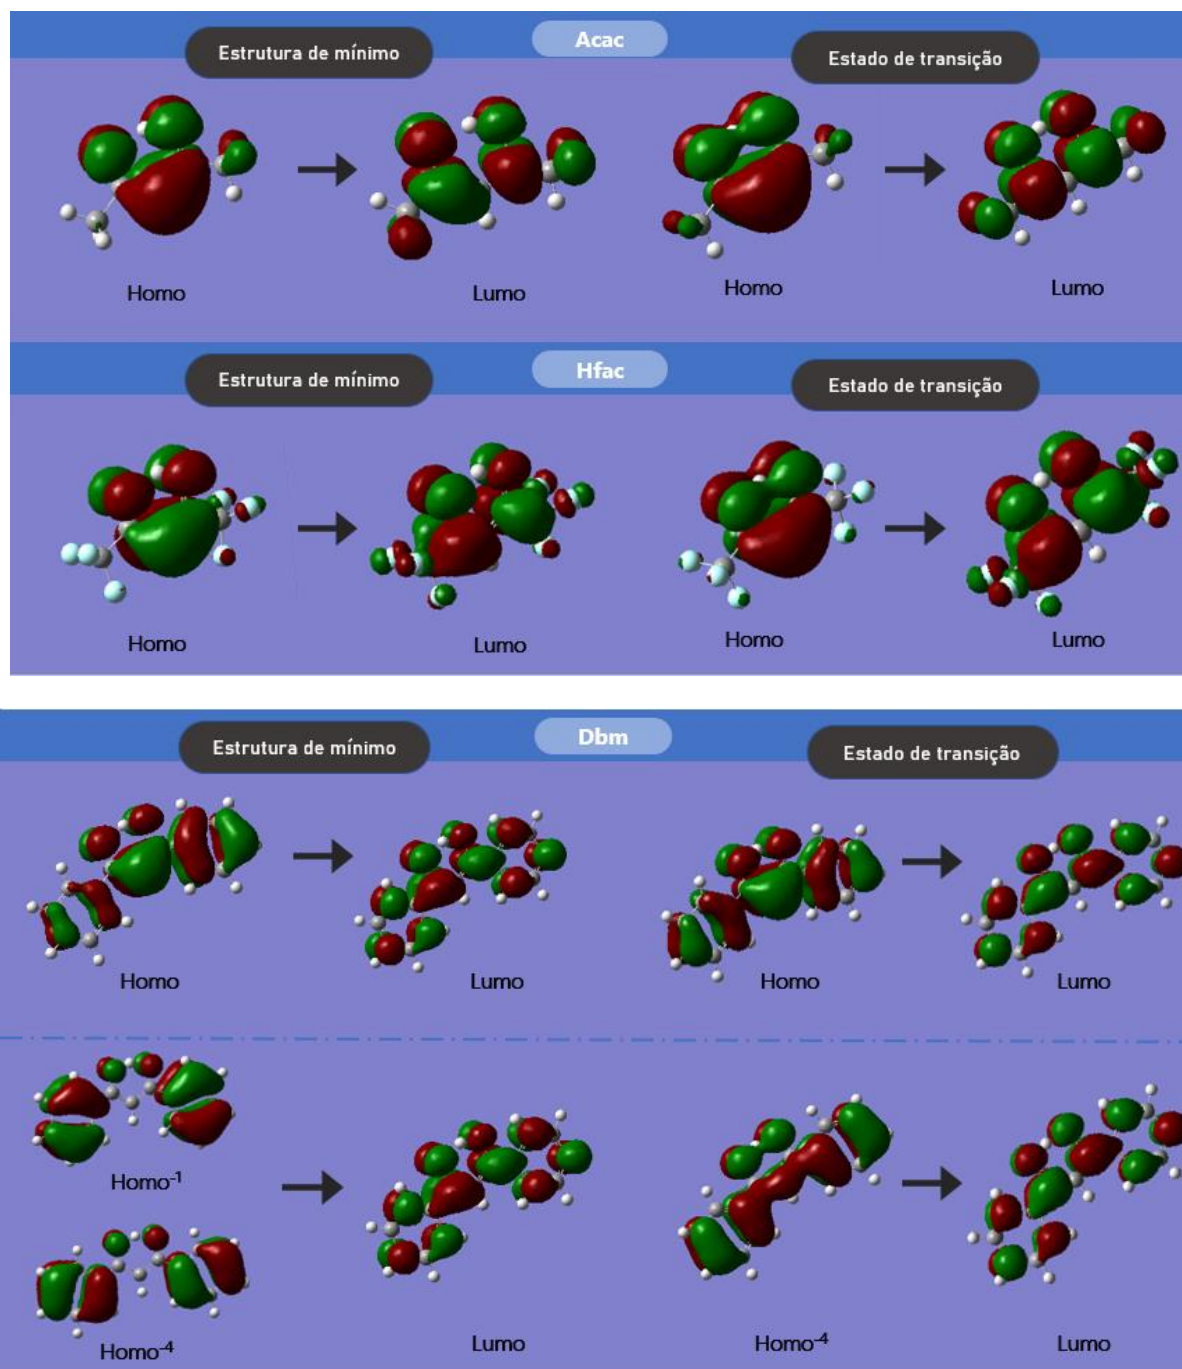 Acac
Estrutura de mínimo
Estado de transição
Homo
Lumo
Homo
Lumo
Hfac
Estrutura de mínimo
Estado de transição
Homo
Lumo
Homo
Lumo
Dbm
Estrutura de mínimo
Estado de transição
Homo
Lumo
Homo
Lumo
Homo⁻¹
Homo⁻⁴
Lumo
Homo⁻⁴
Lumo